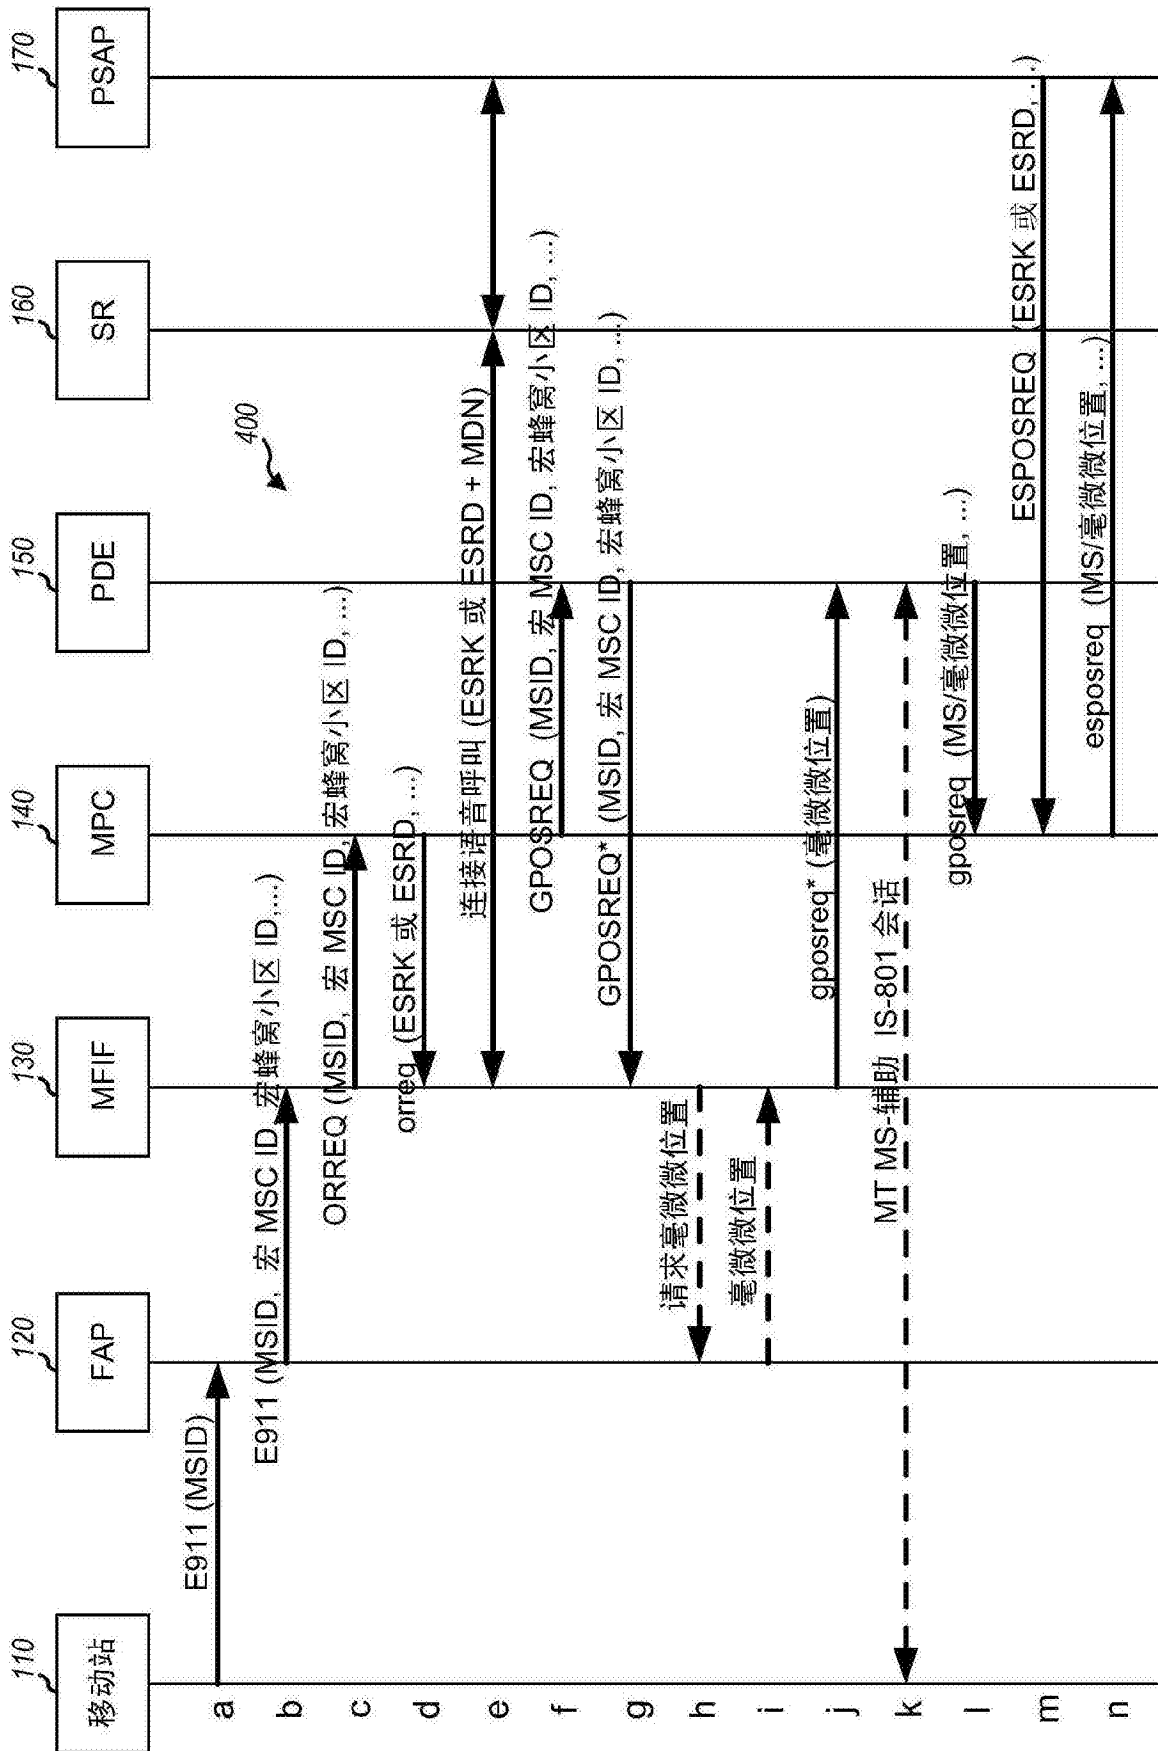 110
120
130
140
150
160
170
移动站
FAP
MFIF
MPC
PDE
SR
PSAP
400
a
E911 (MSID)
b
E911 (MSID, 宏 MSC ID, 宏蜂窝小区 ID,...)
c
ORREQ (MSID, 宏 MSC ID, 宏蜂窝小区 ID, ...)
d
orreq (ESRK 或 ESRD, ...)
e
连接语音呼叫 (ESRK 或 ESRD + MDN)
f
GPOSREQ (MSID, 宏 MSC ID, 宏蜂窝小区 ID, ...)
g
GPOSREQ* (MSID, 宏 MSC ID, 宏蜂窝小区 ID, ...)
h
请求毫微微位置
i
毫微微位置
j
gposreq* (毫微微位置)
k
MT MS-辅助 IS-801 会话
l
gposreq (MS/毫微微位置, ...)
m
ESPOSREQ (ESRK 或 ESRD, ...)
n
esposreq (MS/毫微微位置, ...)